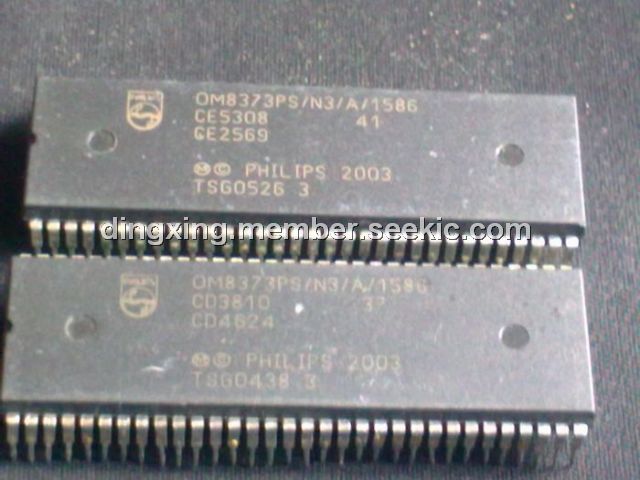 OM8373PS/N3/A/1586
CE5308 41
CE2569
Ⓜ© PHILIPS 2003
TSG0526 3
dingxing.member.seekic.com
OM8373PS/N3/A/1586
CD3810
CD4624
Ⓜ© PHILIPS 2003
TSG0438 3